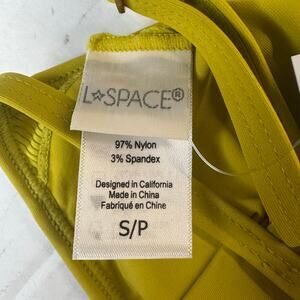 L*SPACE®
97% Nylon
3% Spandex
Designed in California
Made in China
Fabriqué en Chine
S/P